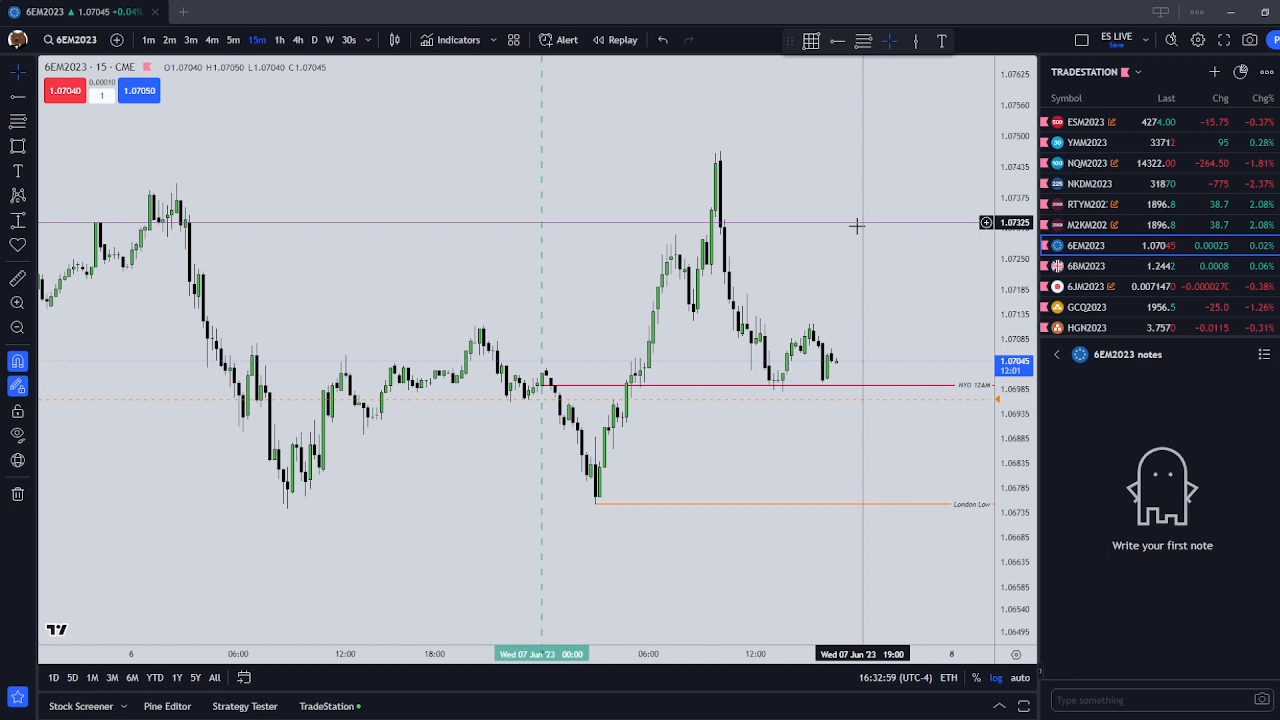 6EM2023 ▲ 1.07045 +0.04%
6EM2023 1m 2m 3m 4m 5m 15m 1h 4h D W 30s Indicators Alert Replay ES LIVE
Save
6EM2023 · 15 · CME O1.07040 H1.07050 L1.07040 C1.07045
1.07040 0.00010 1 1.07050
TRADESTATION
Symbol Last Chg Chg%
500 ESM2023 4274.00 −15.75 −0.37%
30 YMM2023 33712 95 0.28%
100 NQM2023 14322.00 −264.50 −1.81%
225 NKDM2023 31870 −775 −2.37%
2000 RTYM202 1896.8 38.7 2.08%
2000 M2KM202 1896.8 38.7 2.08%
6EM2023 1.07045 0.00025 0.02%
6BM2023 1.2442 0.0008 0.06%
6JM2023 0.0071470 −0.000027 −0.38%
GCQ2023 1956.5 −25.0 −1.26%
HGN2023 3.7570 −0.0115 −0.31%
6EM2023 notes
Write your first note
Type something
1.07625
1.07560
1.07500
1.07435
1.07375
1.07325
1.07250
1.07185
1.07135
1.07085
1.07045
12:01
1.06985
1.06935
1.06885
1.06835
1.06785
1.06735
1.06685
1.06635
1.06585
1.06540
1.06495
NYO 12AM
London Low
6 06:00 12:00 18:00 Wed 07 Jun '23 00:00 06:00 12:00 Wed 07 Jun '23 19:00 8
1D 5D 1M 3M 6M YTD 1Y 5Y All 16:32:59 (UTC-4) ETH % log auto
Stock Screener Pine Editor Strategy Tester TradeStation